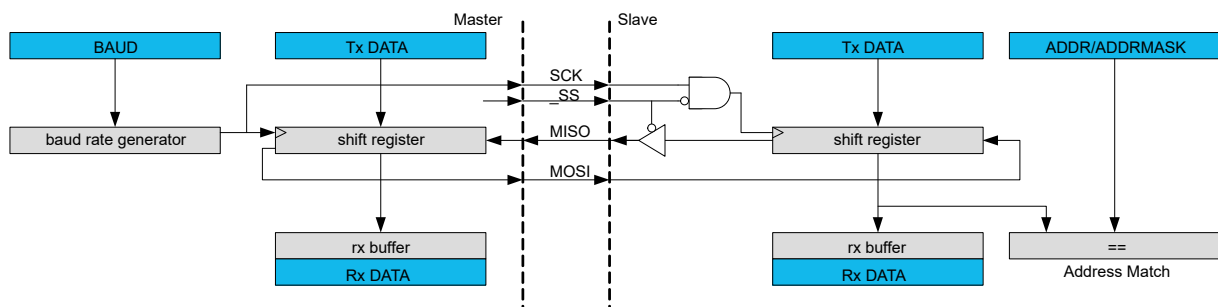 Master
Slave
BAUD
Tx DATA
Tx DATA
ADDR/ADDRMASK
SCK
_SS
baud rate generator
shift register
MISO
shift register
MOSI
rx buffer
rx buffer
==
Rx DATA
Rx DATA
Address Match